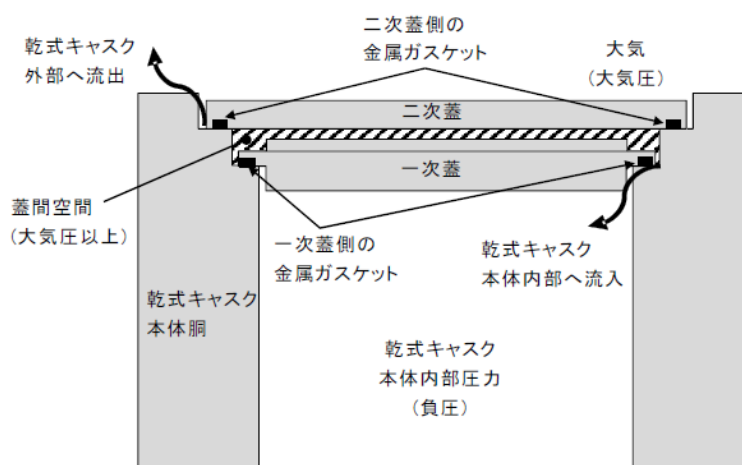 乾式キャスク
外部へ流出
二次蓋側の
金属ガスケット
大気
(大気圧)
二次蓋
一次蓋
蓋間空間
(大気圧以上)
一次蓋側の
金属ガスケット
乾式キャスク
本体内部へ流入
乾式キャスク
本体胴
乾式キャスク
本体内部圧力
(負圧)